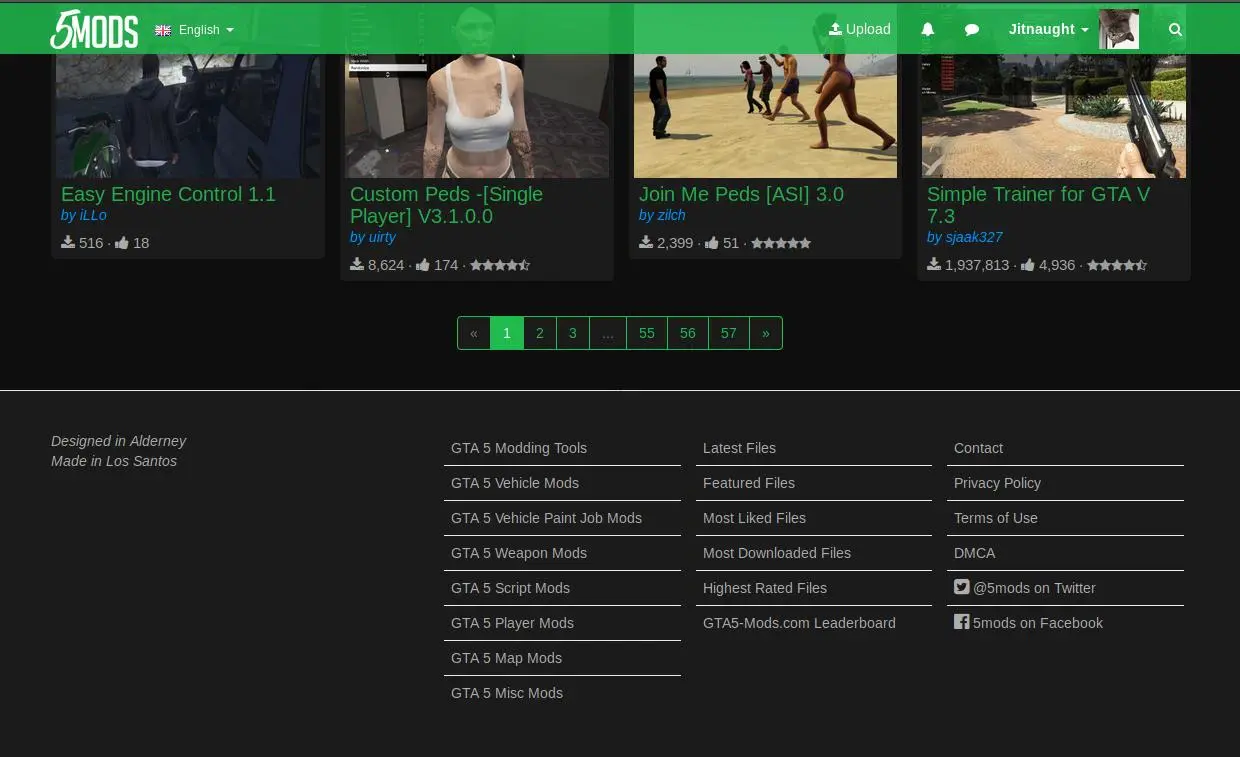 5MODS English Upload Jitnaught
Easy Engine Control 1.1
by iLLo
516 · 18
Custom Peds -[Single
Player] V3.1.0.0
by uirty
8,624 · 174 ·
Join Me Peds [ASI] 3.0
by zilch
2,399 · 51 ·
Simple Trainer for GTA V
7.3
by sjaak327
1,937,813 · 4,936 ·
« 1 2 3 ... 55 56 57 »
Designed in Alderney
Made in Los Santos
GTA 5 Modding Tools
GTA 5 Vehicle Mods
GTA 5 Vehicle Paint Job Mods
GTA 5 Weapon Mods
GTA 5 Script Mods
GTA 5 Player Mods
GTA 5 Map Mods
GTA 5 Misc Mods
Latest Files
Featured Files
Most Liked Files
Most Downloaded Files
Highest Rated Files
GTA5-Mods.com Leaderboard
Contact
Privacy Policy
Terms of Use
DMCA
@5mods on Twitter
5mods on Facebook